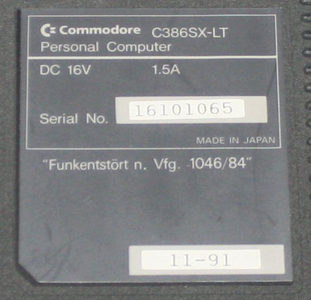 Commodore C386SX-LT
Personal Computer
DC 16V 1.5A
Serial No. 16101065
MADE IN JAPAN
"Funkentstört n. Vfg. 1046/84"
11-91